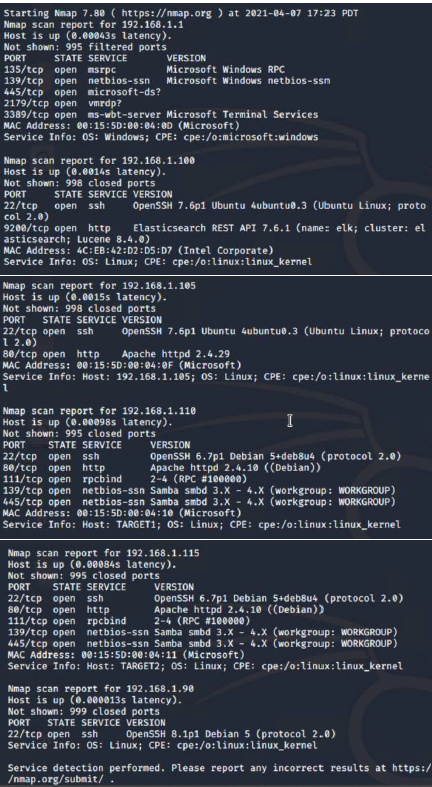 Starting Nmap 7.80 ( https://nmap.org ) at 2021-04-07 17:23 PDT
Nmap scan report for 192.168.1.1
Host is up (0.00043s latency).
Not shown: 995 filtered ports
PORT     STATE SERVICE       VERSION
135/tcp  open  msrpc         Microsoft Windows RPC
139/tcp  open  netbios-ssn   Microsoft Windows netbios-ssn
445/tcp  open  microsoft-ds?
2179/tcp open  vmrdp?
3389/tcp open  ms-wbt-server Microsoft Terminal Services
MAC Address: 00:15:5D:00:04:0D (Microsoft)
Service Info: OS: Windows; CPE: cpe:/o:microsoft:windows

Nmap scan report for 192.168.1.100
Host is up (0.0014s latency).
Not shown: 998 closed ports
PORT     STATE SERVICE VERSION
22/tcp   open  ssh     OpenSSH 7.6p1 Ubuntu 4ubuntu0.3 (Ubuntu Linux; proto
col 2.0)
9200/tcp open  http    Elasticsearch REST API 7.6.1 (name: elk; cluster: el
asticsearch; Lucene 8.4.0)
MAC Address: 4C:EB:42:D2:D5:D7 (Intel Corporate)
Service Info: OS: Linux; CPE: cpe:/o:linux:linux_kernel

Nmap scan report for 192.168.1.105
Host is up (0.0015s latency).
Not shown: 998 closed ports
PORT   STATE SERVICE VERSION
22/tcp open  ssh     OpenSSH 7.6p1 Ubuntu 4ubuntu0.3 (Ubuntu Linux; protoco
l 2.0)
80/tcp open  http    Apache httpd 2.4.29
MAC Address: 00:15:5D:00:04:0F (Microsoft)
Service Info: Host: 192.168.1.105; OS: Linux; CPE: cpe:/o:linux:linux_kerne
l

Nmap scan report for 192.168.1.110
Host is up (0.00098s latency).
Not shown: 995 closed ports
PORT    STATE SERVICE     VERSION
22/tcp  open  ssh         OpenSSH 6.7p1 Debian 5+deb8u4 (protocol 2.0)
80/tcp  open  http        Apache httpd 2.4.10 ((Debian))
111/tcp open  rpcbind     2-4 (RPC #100000)
139/tcp open  netbios-ssn Samba smbd 3.X - 4.X (workgroup: WORKGROUP)
445/tcp open  netbios-ssn Samba smbd 3.X - 4.X (workgroup: WORKGROUP)
MAC Address: 00:15:5D:00:04:10 (Microsoft)
Service Info: Host: TARGET1; OS: Linux; CPE: cpe:/o:linux:linux_kernel

Nmap scan report for 192.168.1.115
Host is up (0.00084s latency).
Not shown: 995 closed ports
PORT    STATE SERVICE     VERSION
22/tcp  open  ssh         OpenSSH 6.7p1 Debian 5+deb8u4 (protocol 2.0)
80/tcp  open  http        Apache httpd 2.4.10 ((Debian))
111/tcp open  rpcbind     2-4 (RPC #100000)
139/tcp open  netbios-ssn Samba smbd 3.X - 4.X (workgroup: WORKGROUP)
445/tcp open  netbios-ssn Samba smbd 3.X - 4.X (workgroup: WORKGROUP)
MAC Address: 00:15:5D:00:04:11 (Microsoft)
Service Info: Host: TARGET2; OS: Linux; CPE: cpe:/o:linux:linux_kernel

Nmap scan report for 192.168.1.90
Host is up (0.000013s latency).
Not shown: 999 closed ports
PORT   STATE SERVICE VERSION
22/tcp open  ssh     OpenSSH 8.1p1 Debian 5 (protocol 2.0)
Service Info: OS: Linux; CPE: cpe:/o:linux:linux_kernel

Service detection performed. Please report any incorrect results at https:/
/nmap.org/submit/ .